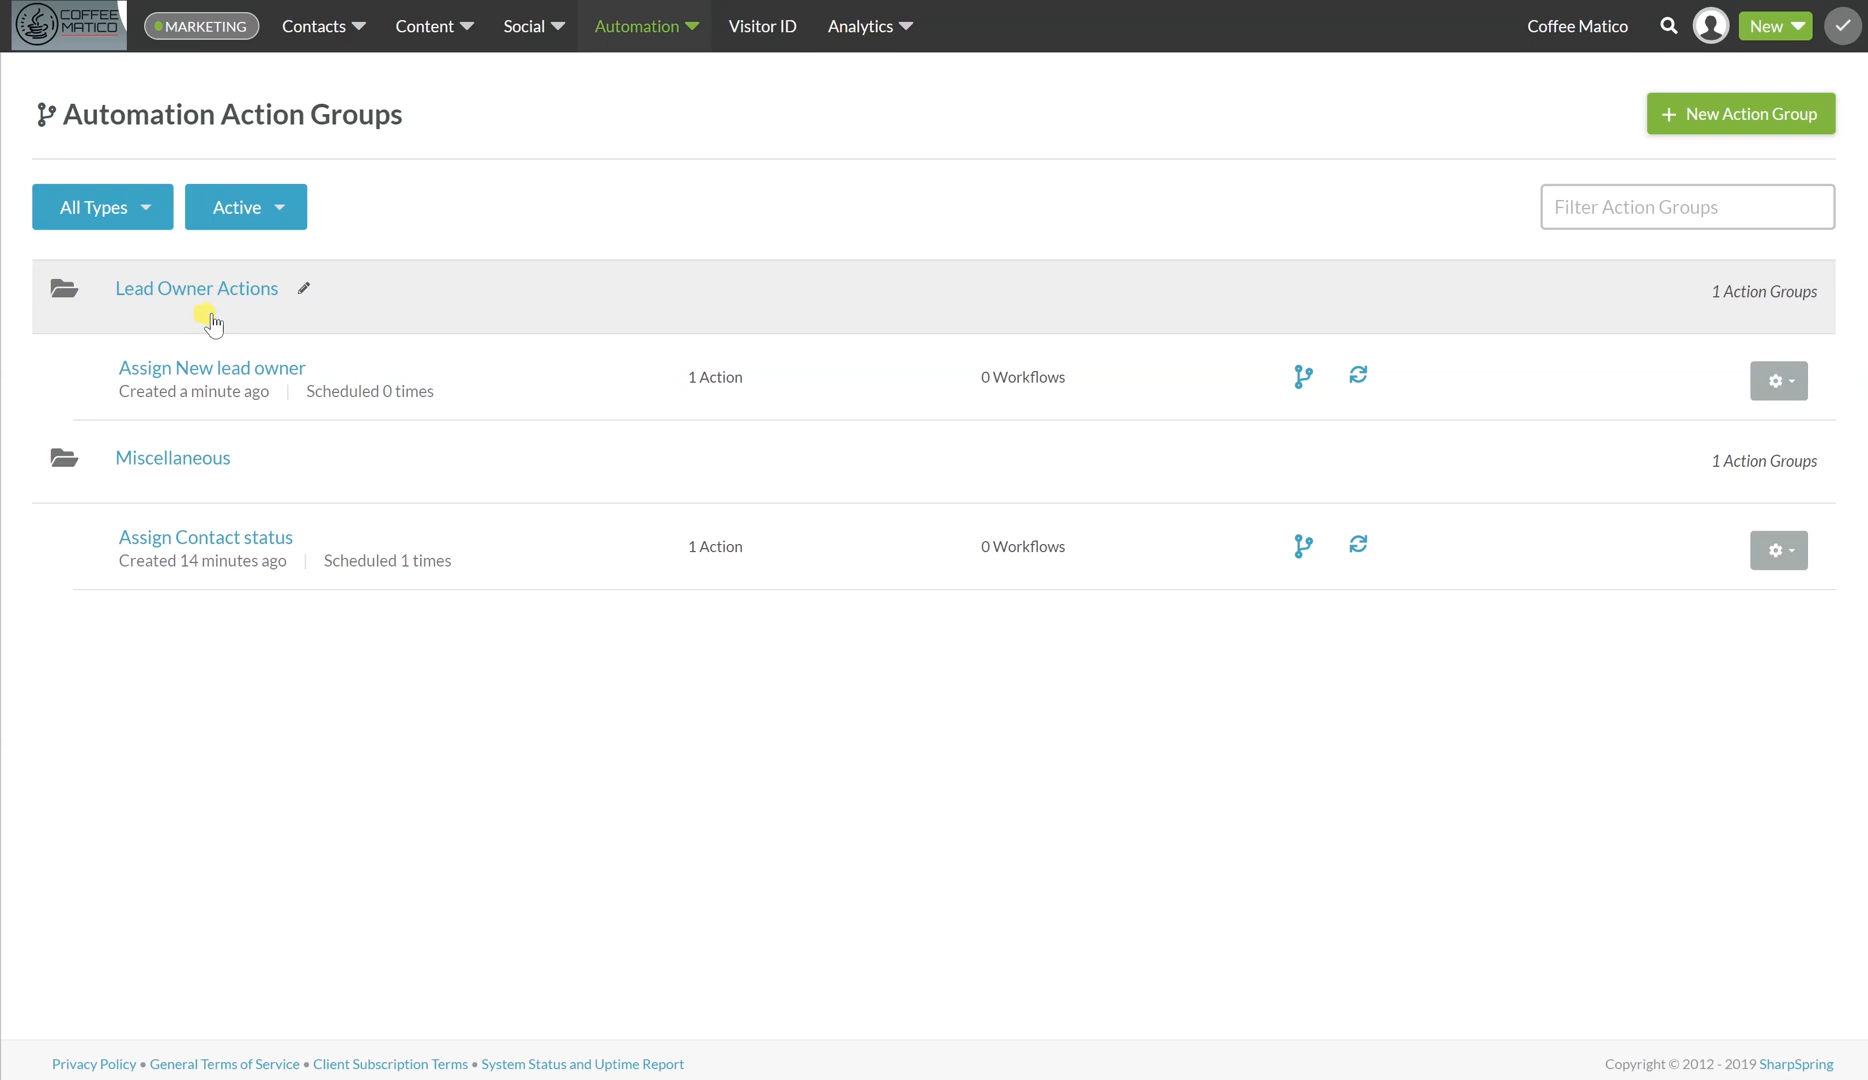 COFFEE
MATICO
MARKETING
Contacts
Content
Social
Automation
Visitor ID
Analytics
Coffee Matico
New
Automation Action Groups
+ New Action Group
All Types
Active
Filter Action Groups
Lead Owner Actions
1 Action Groups
Assign New lead owner
Created a minute ago | Scheduled 0 times
1 Action
0 Workflows
Miscellaneous
1 Action Groups
Assign Contact status
Created 14 minutes ago | Scheduled 1 times
1 Action
0 Workflows
Privacy Policy • General Terms of Service • Client Subscription Terms • System Status and Uptime Report
Copyright © 2012 - 2019 SharpSpring